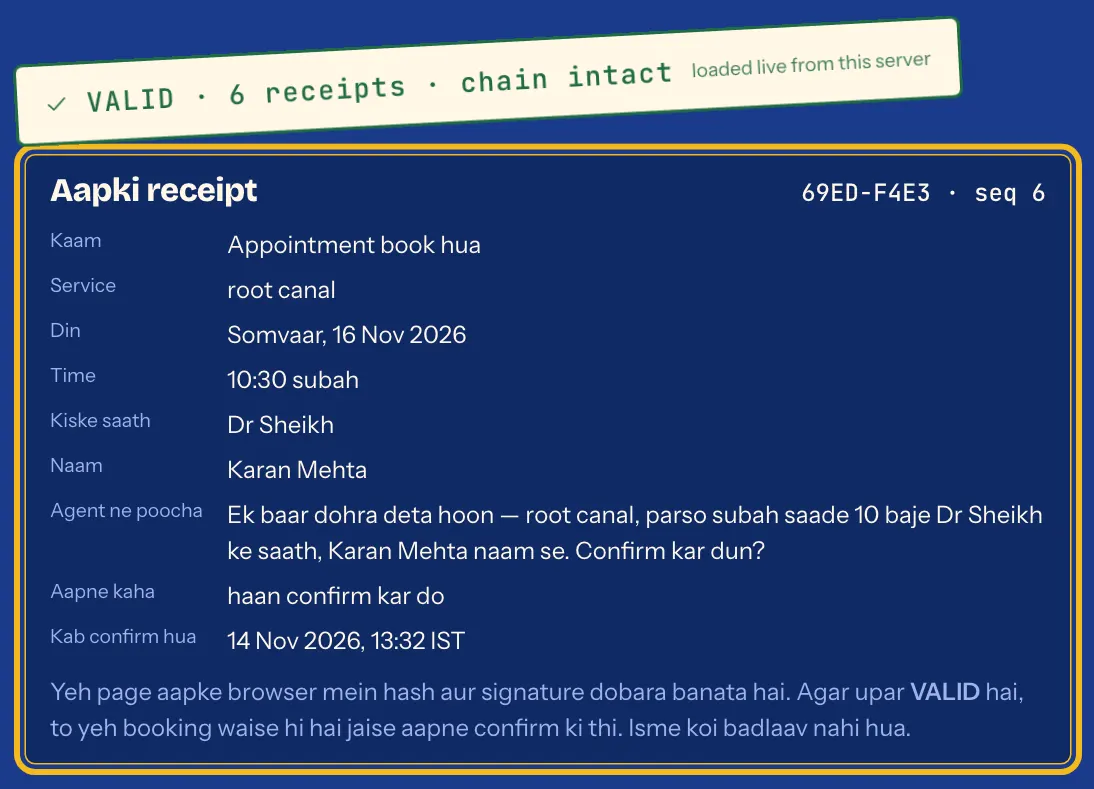 ✓ VALID · 6 receipts · chain intact loaded live from this server
Aapki receipt 69ED-F4E3 · seq 6
Kaam Appointment book hua
Service root canal
Din Somvaar, 16 Nov 2026
Time 10:30 subah
Kiske saath Dr Sheikh
Naam Karan Mehta
Agent ne poocha Ek baar dohra deta hoon — root canal, parso subah saade 10 baje Dr Sheikh
ke saath, Karan Mehta naam se. Confirm kar dun?
Aapne kaha haan confirm kar do
Kab confirm hua 14 Nov 2026, 13:32 IST
Yeh page aapke browser mein hash aur signature dobara banata hai. Agar upar VALID hai,
to yeh booking waise hi hai jaise aapne confirm ki thi. Isme koi badlaav nahi hua.